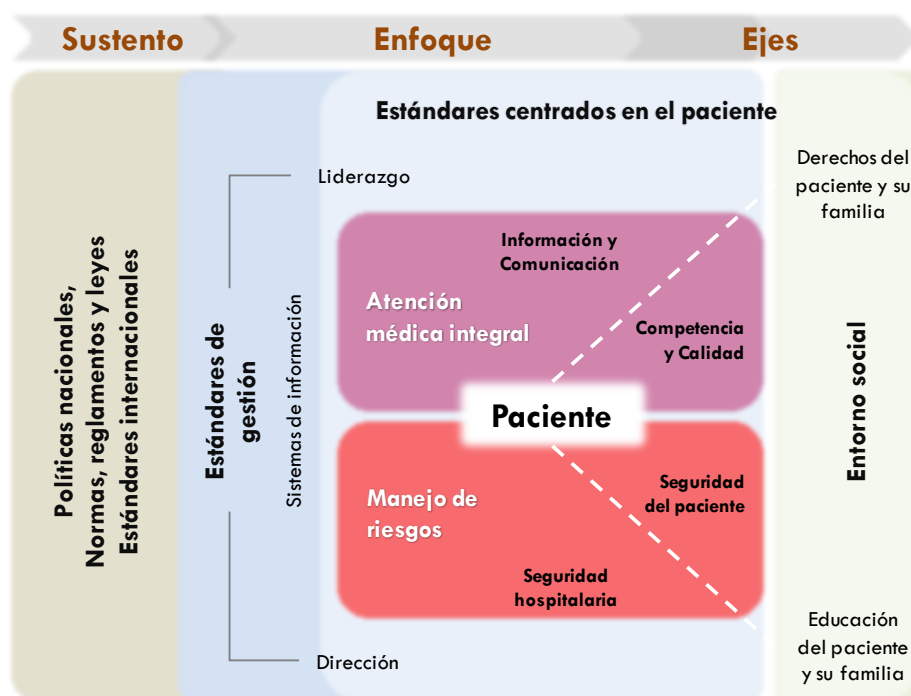 Sustento
Enfoque
Ejes
Políticas nacionales,
Normas, reglamentos y leyes
Estándares internacionales
Estándares de
gestión
Sistemas de información
Liderazgo
Dirección
Estándares centrados en el paciente
Información y
Comunicación
Atención
médica integral
Competencia
y Calidad
Paciente
Manejo de
riesgos
Seguridad
del paciente
Seguridad
hospitalaria
Derechos del
paciente y su
familia
Entorno social
Educación
del paciente
y su familia